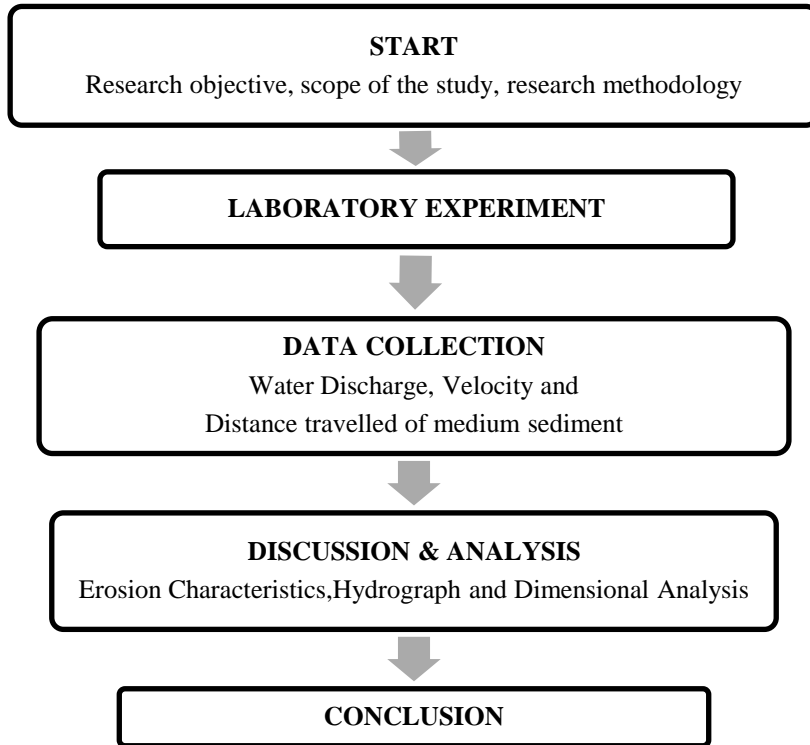 START
Research objective, scope of the study, research methodology
LABORATORY EXPERIMENT
DATA COLLECTION
Water Discharge, Velocity and
Distance travelled of medium sediment
DISCUSSION & ANALYSIS
Erosion Characteristics,Hydrograph and Dimensional Analysis
CONCLUSION